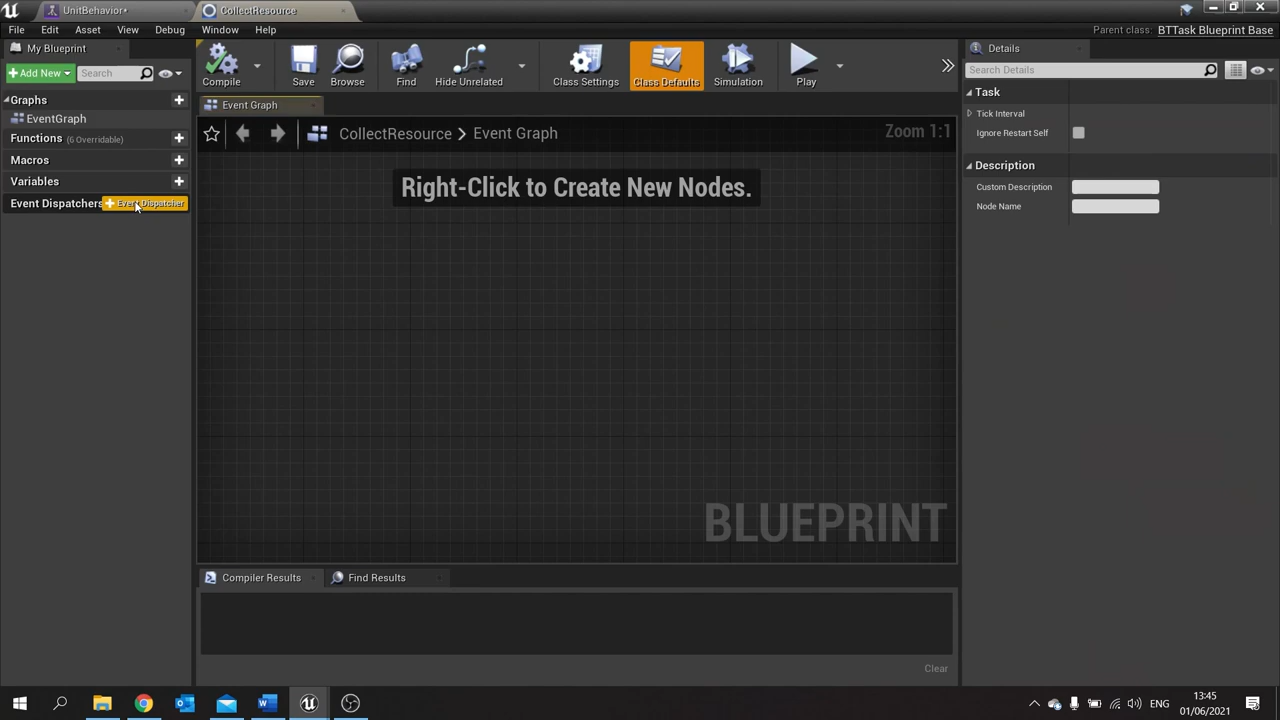 UnitBehavior*
CollectResource
File Edit Asset View Debug Window Help
Parent class: BTTask Blueprint Base
My Blueprint
Add New
Search
Graphs
EventGraph
Functions (6 Overridable)
Macros
Variables
Event Dispatchers
Event Dispatcher
Compile
Save
Browse
Find
Hide Unrelated
Class Settings
Class Defaults
Simulation
Play
Event Graph
CollectResource > Event Graph
Zoom 1:1
Right-Click to Create New Nodes.
BLUEPRINT
Compiler Results
Find Results
Clear
Details
Search Details
Task
Tick Interval
Ignore Restart Self
Description
Custom Description
Node Name
ENG
13:45
01/06/2021